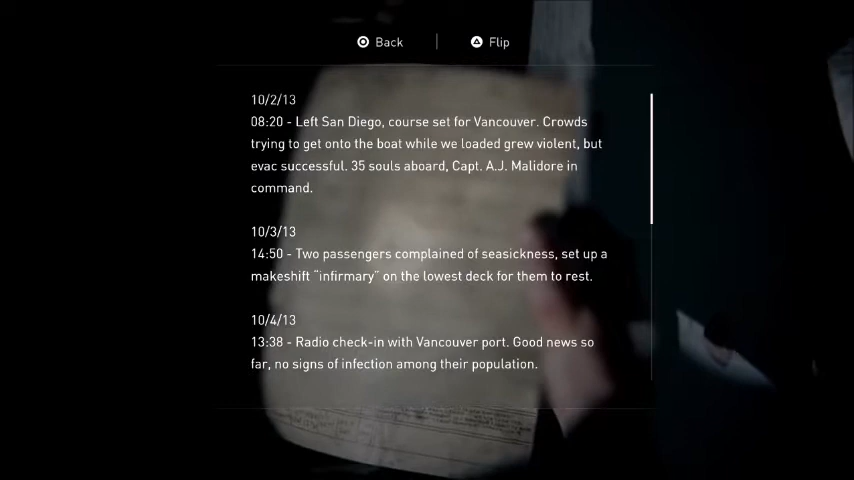 Back | Flip
10/2/13
08:20 - Left San Diego, course set for Vancouver. Crowds
trying to get onto the boat while we loaded grew violent, but
evac successful. 35 souls aboard, Capt. A.J. Malidore in
command.
10/3/13
14:50 - Two passengers complained of seasickness, set up a
makeshift “infirmary” on the lowest deck for them to rest.
10/4/13
13:38 - Radio check-in with Vancouver port. Good news so
far, no signs of infection among their population.